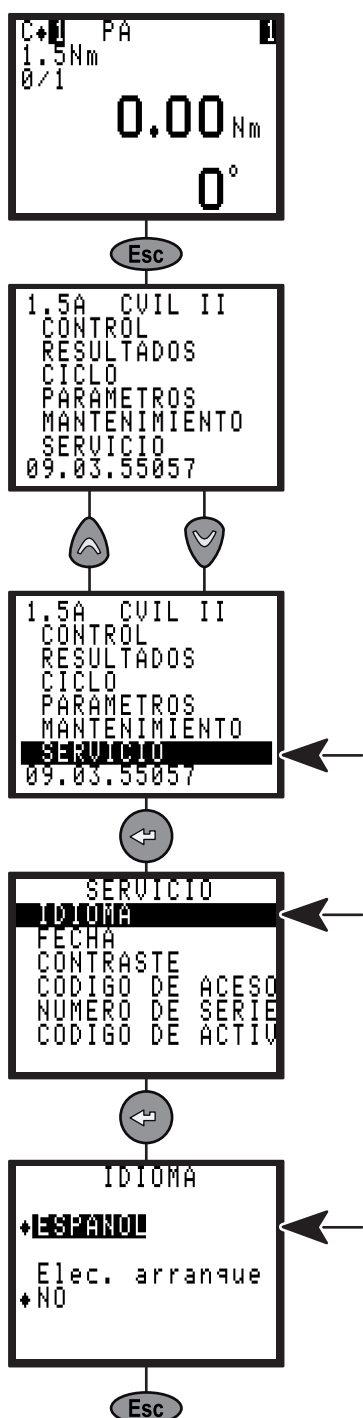 C♦1 PA 1
1.5Nm
0/1
0.00 Nm
0°
Esc
1.5A CVIL II
CONTROL
RESULTADOS
CICLO
PARAMETROS
MANTENIMIENTO
SERVICIO
09.03.55057
1.5A CVIL II
CONTROL
RESULTADOS
CICLO
PARAMETROS
MANTENIMIENTO
SERVICIO
09.03.55057
SERVICIO
IDIOMA
FECHA
CONTRASTE
CODIGO DE ACESO
NUMERO DE SERIE
CODIGO DE ACTIV
IDIOMA
♦ESPANOL
Elec. arranque
♦NO
Esc